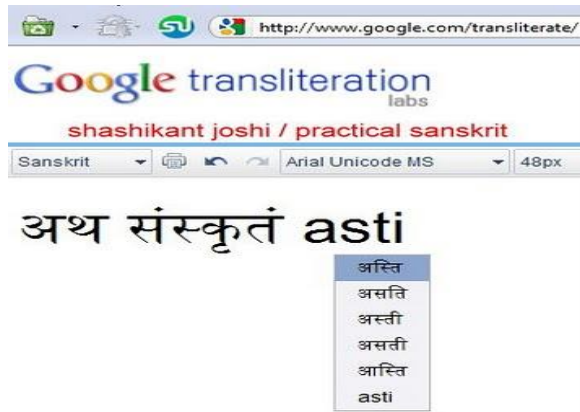 http://www.google.com/transliterate/
Google transliteration
labs
shashikant joshi / practical sanskrit
Sanskrit Arial Unicode MS 48px
अथ संस्कृतं asti
अस्ति
असति
अस्ती
असती
आस्ति
asti